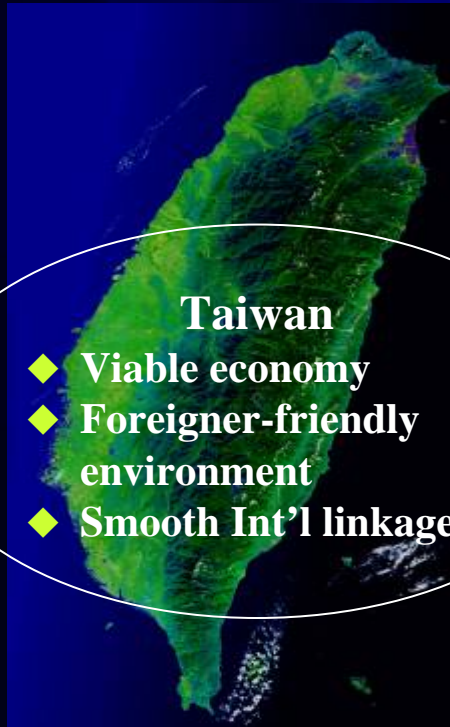 Taiwan
Viable economy
Foreigner-friendly
environment
Smooth Int’l linkage